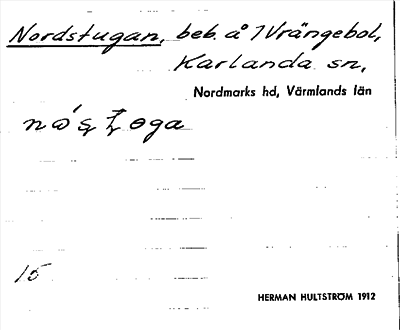 Nordstugan, beb. å 1 Vrängebol,
Karlanda sn,
Nordmarks hd, Värmlands län
15
HERMAN HULTSTRÖM 1912